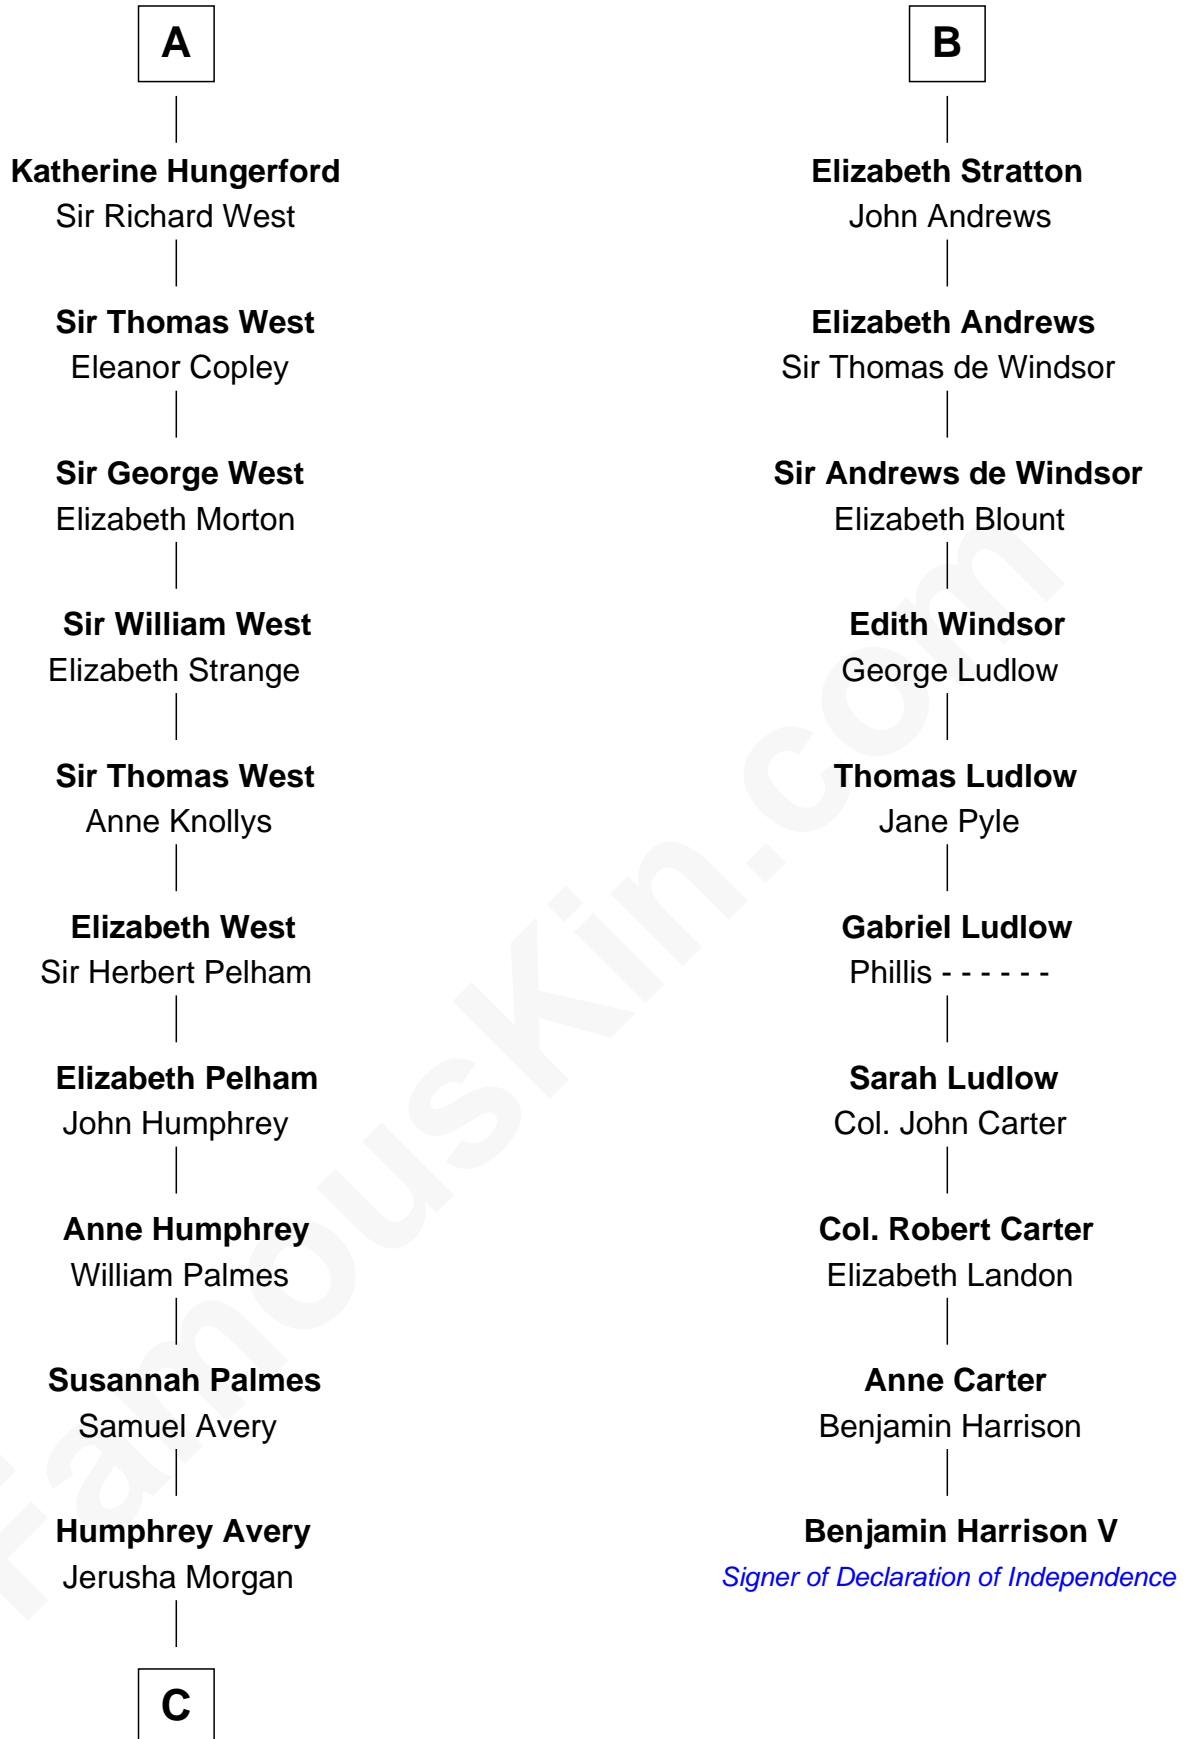 A
Katherine Hungerford
Sir Richard West
Sir Thomas West
Eleanor Copley
Sir George West
Elizabeth Morton
Sir William West
Elizabeth Strange
Sir Thomas West
Anne Knollys
Elizabeth West
Sir Herbert Pelham
Elizabeth Pelham
John Humphrey
Anne Humphrey
William Palmes
Susannah Palmes
Samuel Avery
Humphrey Avery
Jerusha Morgan
C
B
Elizabeth Stratton
John Andrews
Elizabeth Andrews
Sir Thomas de Windsor
Sir Andrews de Windsor
Elizabeth Blount
Edith Windsor
George Ludlow
Thomas Ludlow
Jane Pyle
Gabriel Ludlow
Phillis - - - - - -
Sarah Ludlow
Col. John Carter
Col. Robert Carter
Elizabeth Landon
Anne Carter
Benjamin Harrison
Benjamin Harrison V
Signer of Declaration of Independence
FamousKin.com